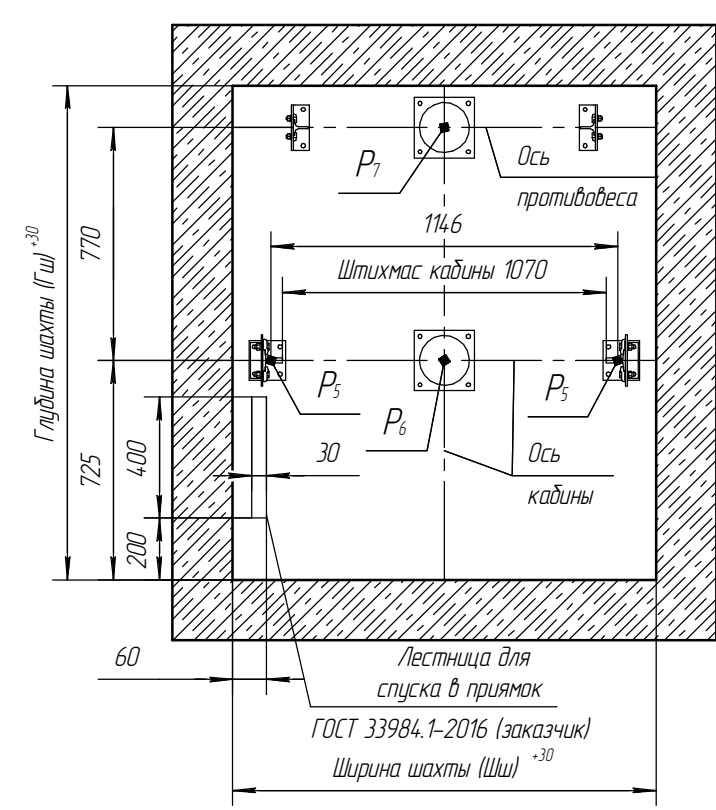 P7
Ось
противовеса
1146
Штихмас кабины 1070
770
Глубина шахты (Гш) +30
P5
P6
P5
725
400
30
Ось
кабины
200
60
Лестница для
спуска в приямок
ГОСТ 33984.1-2016 (заказчик)
Ширина шахты (Шш) +30